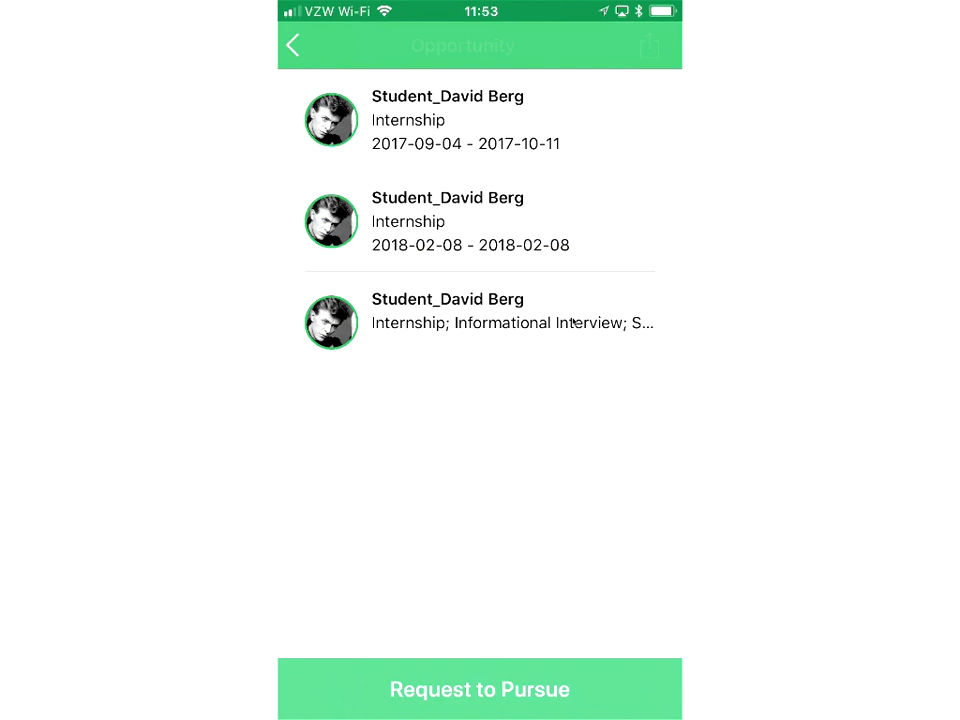 VZW Wi-Fi 11:53
Opportunity
Student_David Berg
Internship
2017-09-04 - 2017-10-11
Student_David Berg
Internship
2018-02-08 - 2018-02-08
Student_David Berg
Internship; Informational Interview; S...
Request to Pursue